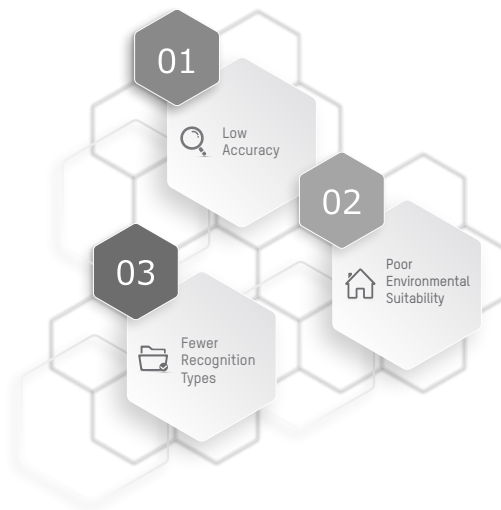 01
Low
Accuracy
02
Poor
Environmental
Suitability
03
Fewer
Recognition
Types